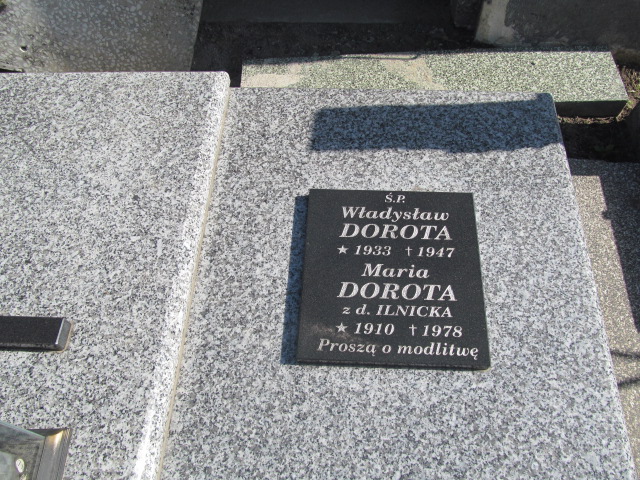 Ś.P.
Władysław
DOROTA
★ 1933 † 1947
Maria
DOROTA
z d. ILNICKA
★ 1910 † 1978
Proszą o modlitwę